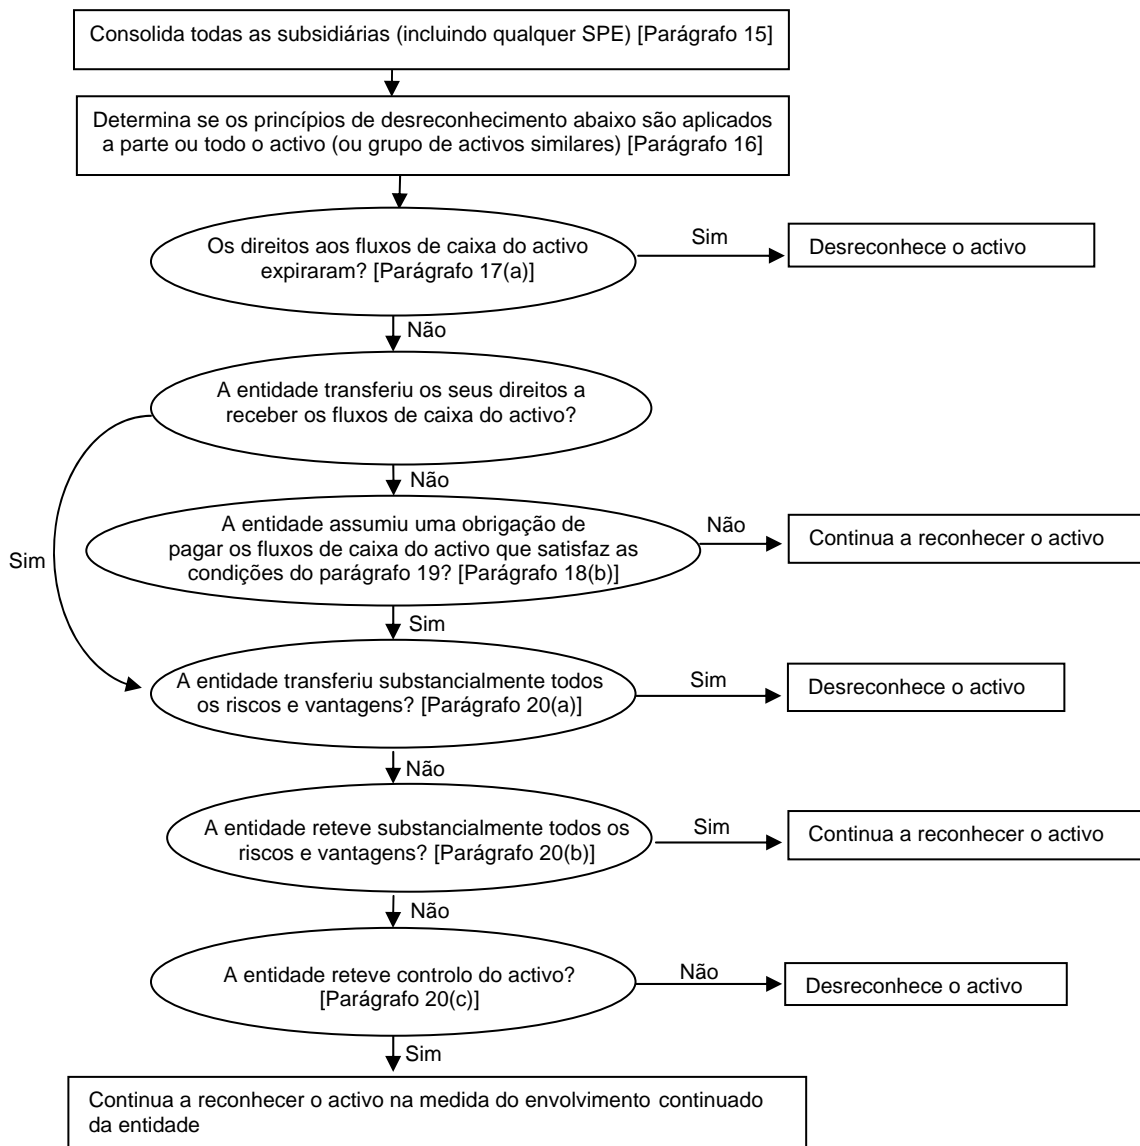 Consolida todas as subsidiárias (incluindo qualquer SPE) [Parágrafo 15]
Determina se os princípios de desreconhecimento abaixo são aplicados
a parte ou todo o activo (ou grupo de activos similares) [Parágrafo 16]
Os direitos aos fluxos de caixa do activo
expiraram? [Parágrafo 17(a)]
Sim
Desreconhece o activo
Não
A entidade transferiu os seus direitos a
receber os fluxos de caixa do activo?
Não
Sim
A entidade assumiu uma obrigação de
pagar os fluxos de caixa do activo que satisfaz as
condições do parágrafo 19? [Parágrafo 18(b)]
Não
Continua a reconhecer o activo
Sim
A entidade transferiu substancialmente todos
os riscos e vantagens? [Parágrafo 20(a)]
Sim
Desreconhece o activo
Não
A entidade reteve substancialmente todos os
riscos e vantagens? [Parágrafo 20(b)]
Sim
Continua a reconhecer o activo
Não
A entidade reteve controlo do activo?
[Parágrafo 20(c)]
Não
Desreconhece o activo
Sim
Continua a reconhecer o activo na medida do envolvimento continuado
da entidade